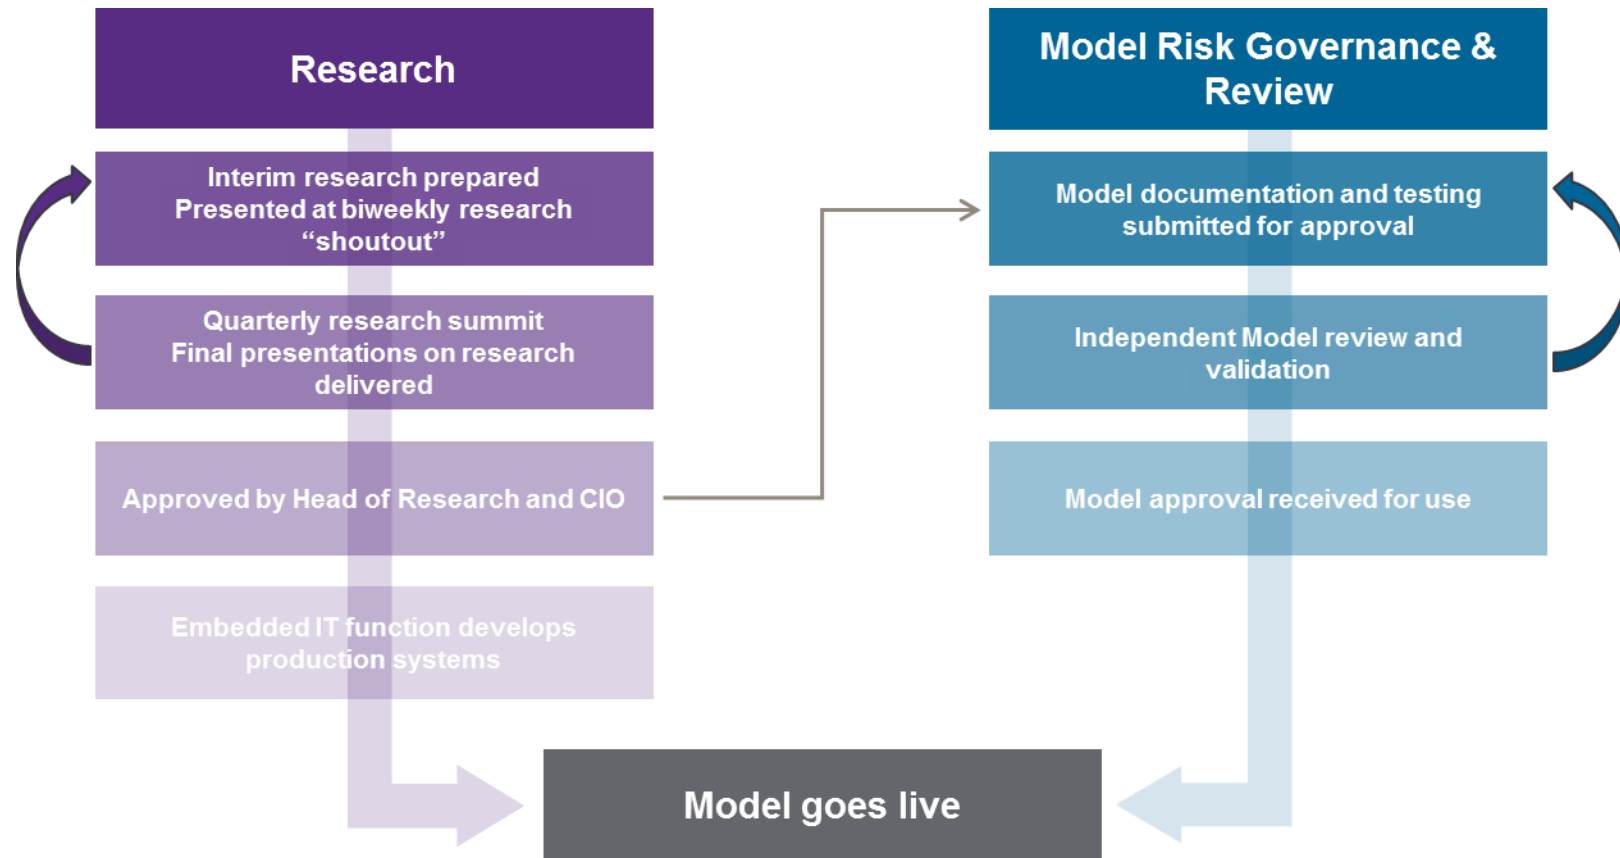 Research
Interim research prepared
Presented at biweekly research
“shoutout”
Quarterly research summit
Final presentations on research
delivered
Approved by Head of Research and CIO
Embedded IT function develops
production systems
Model Risk Governance &
Review
Model documentation and testing
submitted for approval
Independent Model review and
validation
Model approval received for use
Model goes live